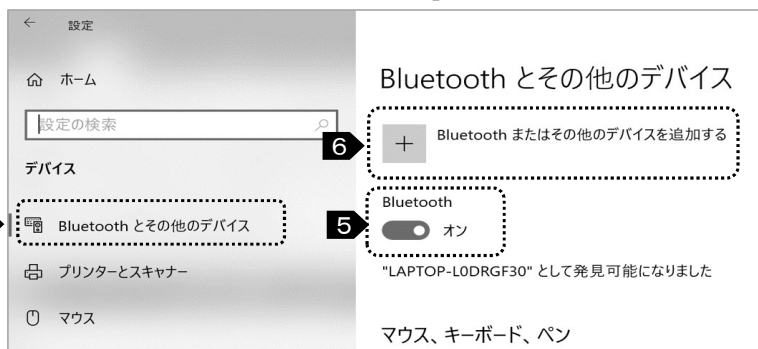 設定
ホーム
設定の検索
デバイス
Bluetooth とその他のデバイス
プリンターとスキャナー
マウス
Bluetooth とその他のデバイス
6
Bluetooth またはその他のデバイスを追加する
Bluetooth
5
オン
"LAPTOP-L0DRGF30" として発見可能になりました
マウス、キーボード、ペン